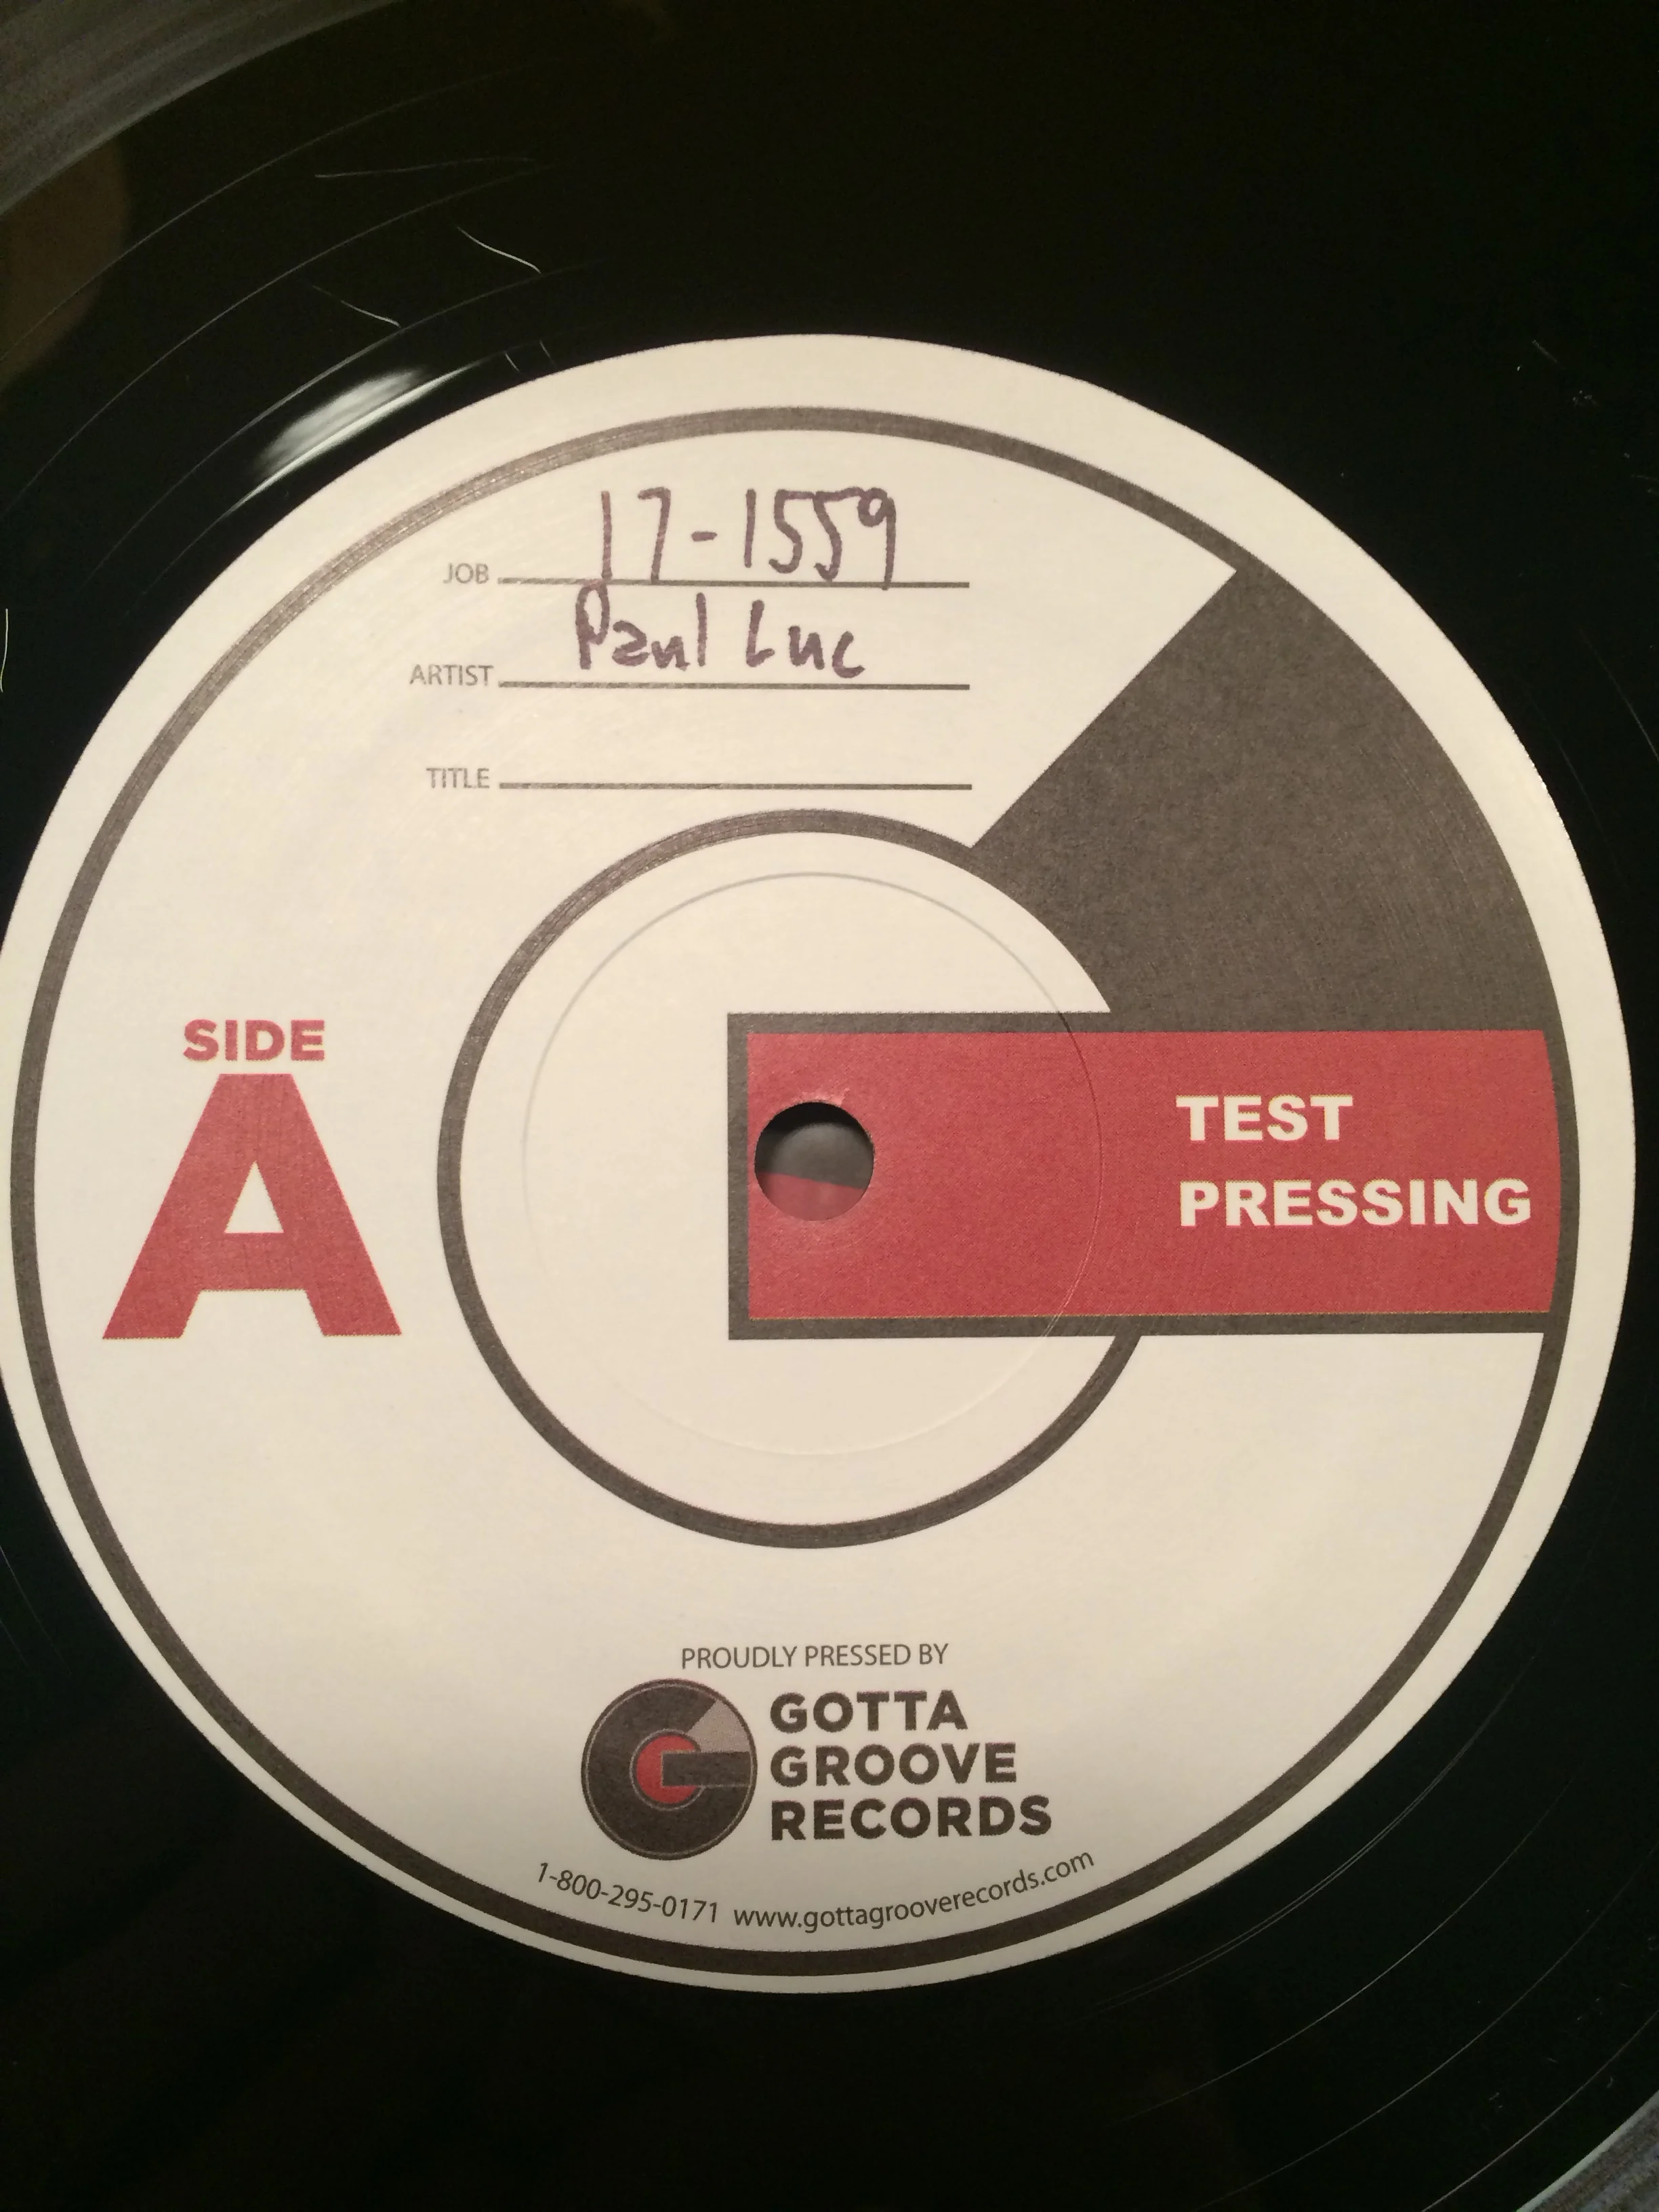 JOB 17-1559
ARTIST Paul Luc
TITLE
SIDE
A
TEST
PRESSING
PROUDLY PRESSED BY
GOTTA
GROOVE
RECORDS
1-800-295-0171 www.gottagrooverecords.com